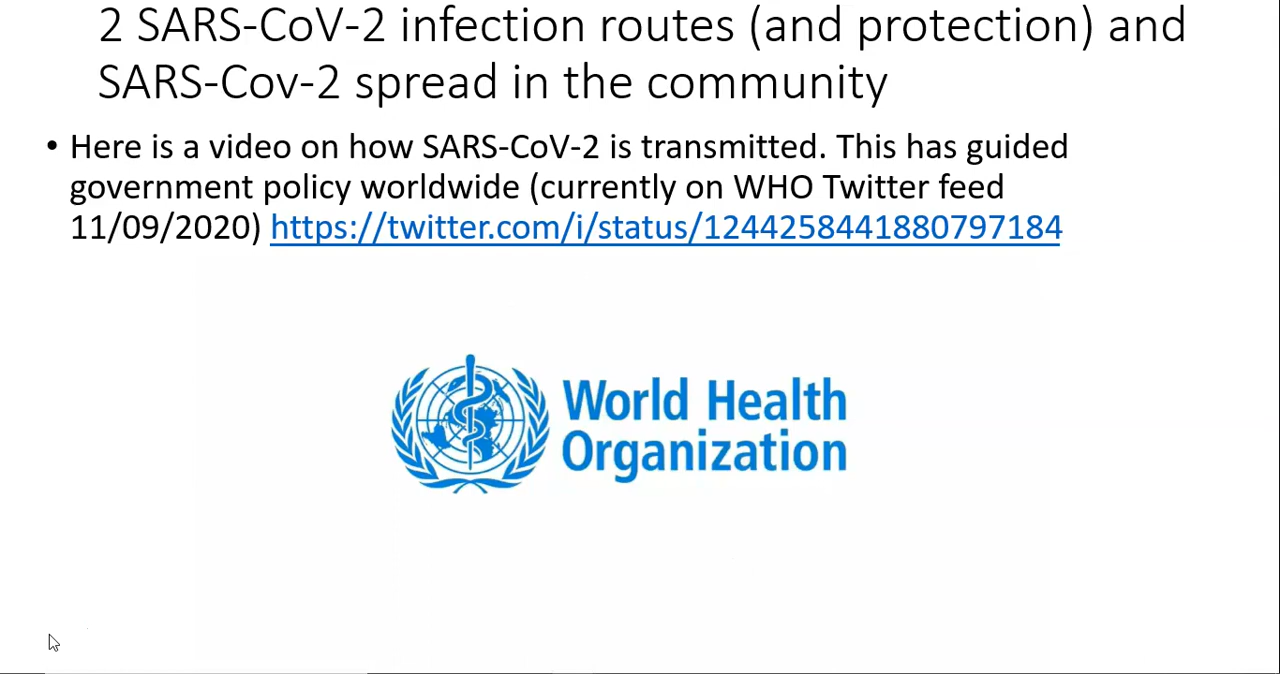 2 SARS-CoV-2 infection routes (and protection) and
SARS-Cov-2 spread in the community
• Here is a video on how SARS-CoV-2 is transmitted. This has guided
government policy worldwide (currently on WHO Twitter feed
11/09/2020) https://twitter.com/i/status/1244258441880797184
World Health
Organization